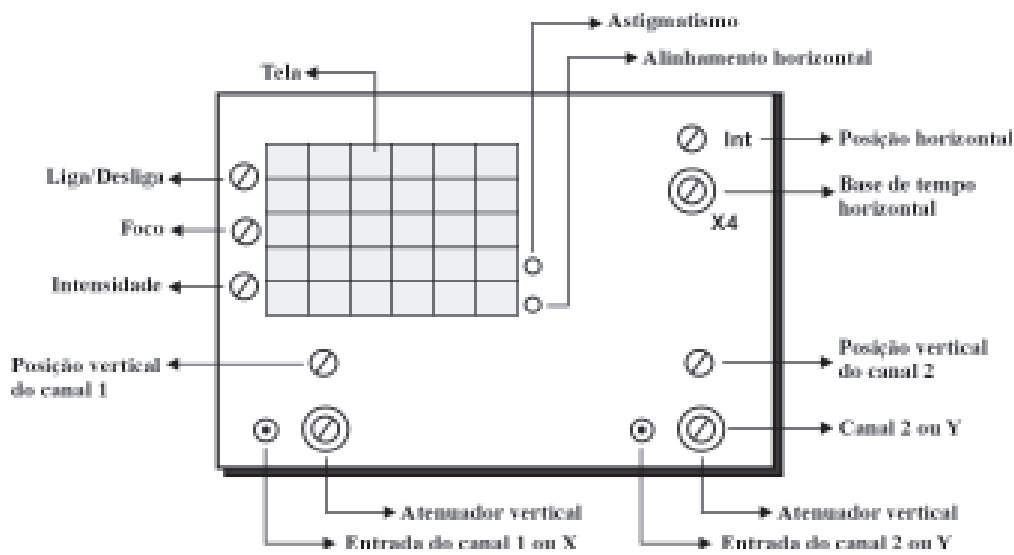 Astigmatismo
Alinhamento horizontal
Tela
Int
Posição horizontal
Liga/Desliga
Base de tempo
horizontal
X4
Foco
Intensidade
Posição vertical
do canal 1
Posição vertical
do canal 2
Canal 2 ou Y
Atenuador vertical
Atenuador vertical
Entrada do canal 1 ou X
Entrada do canal 2 ou Y